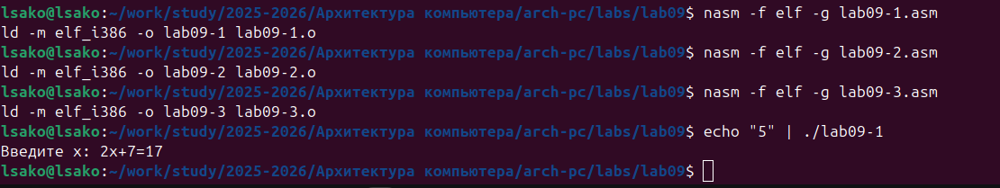 lsako@lsako:~/work/study/2025-2026/Архитектура компьютера/arch-pc/labs/lab09$ nasm -f elf -g lab09-1.asm
ld -m elf_i386 -o lab09-1 lab09-1.o
lsako@lsako:~/work/study/2025-2026/Архитектура компьютера/arch-pc/labs/lab09$ nasm -f elf -g lab09-2.asm
ld -m elf_i386 -o lab09-2 lab09-2.o
lsako@lsako:~/work/study/2025-2026/Архитектура компьютера/arch-pc/labs/lab09$ nasm -f elf -g lab09-3.asm
ld -m elf_i386 -o lab09-3 lab09-3.o
lsako@lsako:~/work/study/2025-2026/Архитектура компьютера/arch-pc/labs/lab09$ echo "5" | ./lab09-1
Введите x: 2x+7=17
lsako@lsako:~/work/study/2025-2026/Архитектура компьютера/arch-pc/labs/lab09$